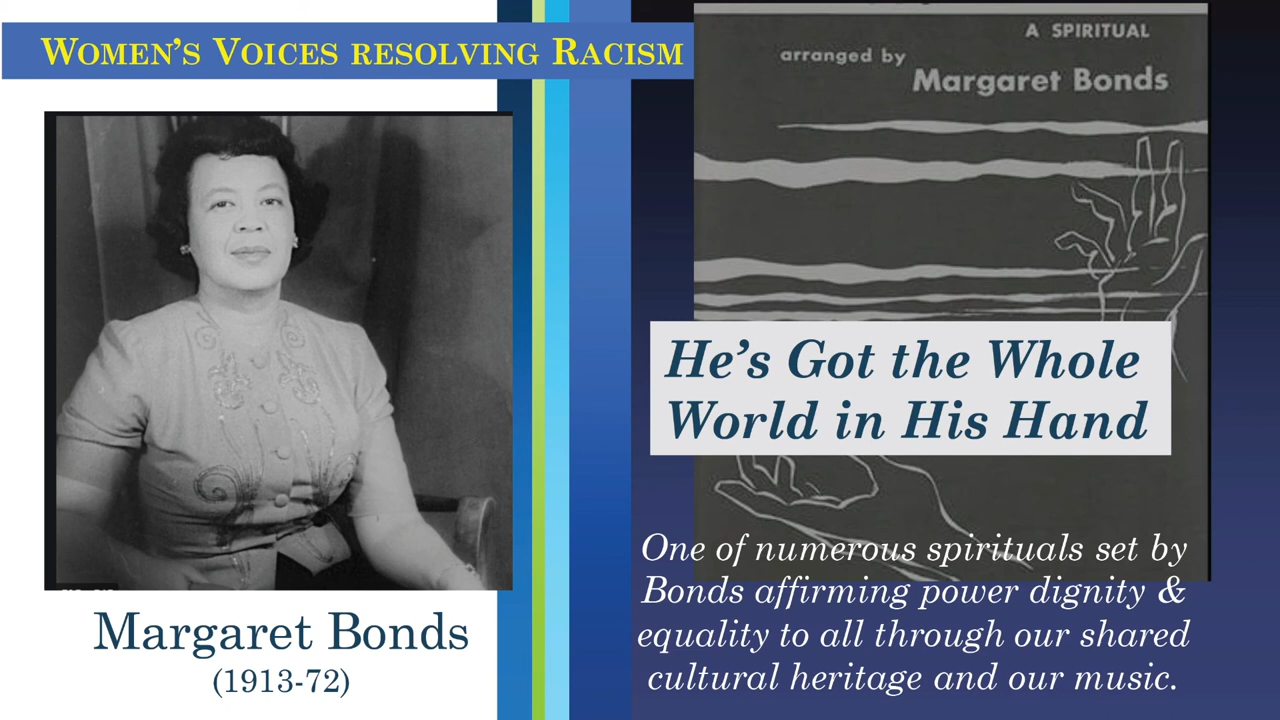 WOMEN'S VOICES RESOLVING RACISM
A SPIRITUAL
arranged by
Margaret Bonds
He's Got the Whole
World in His Hand
One of numerous spirituals set by
Bonds affirming power dignity &
equality to all through our shared
cultural heritage and our music.
Margaret Bonds
(1913-72)